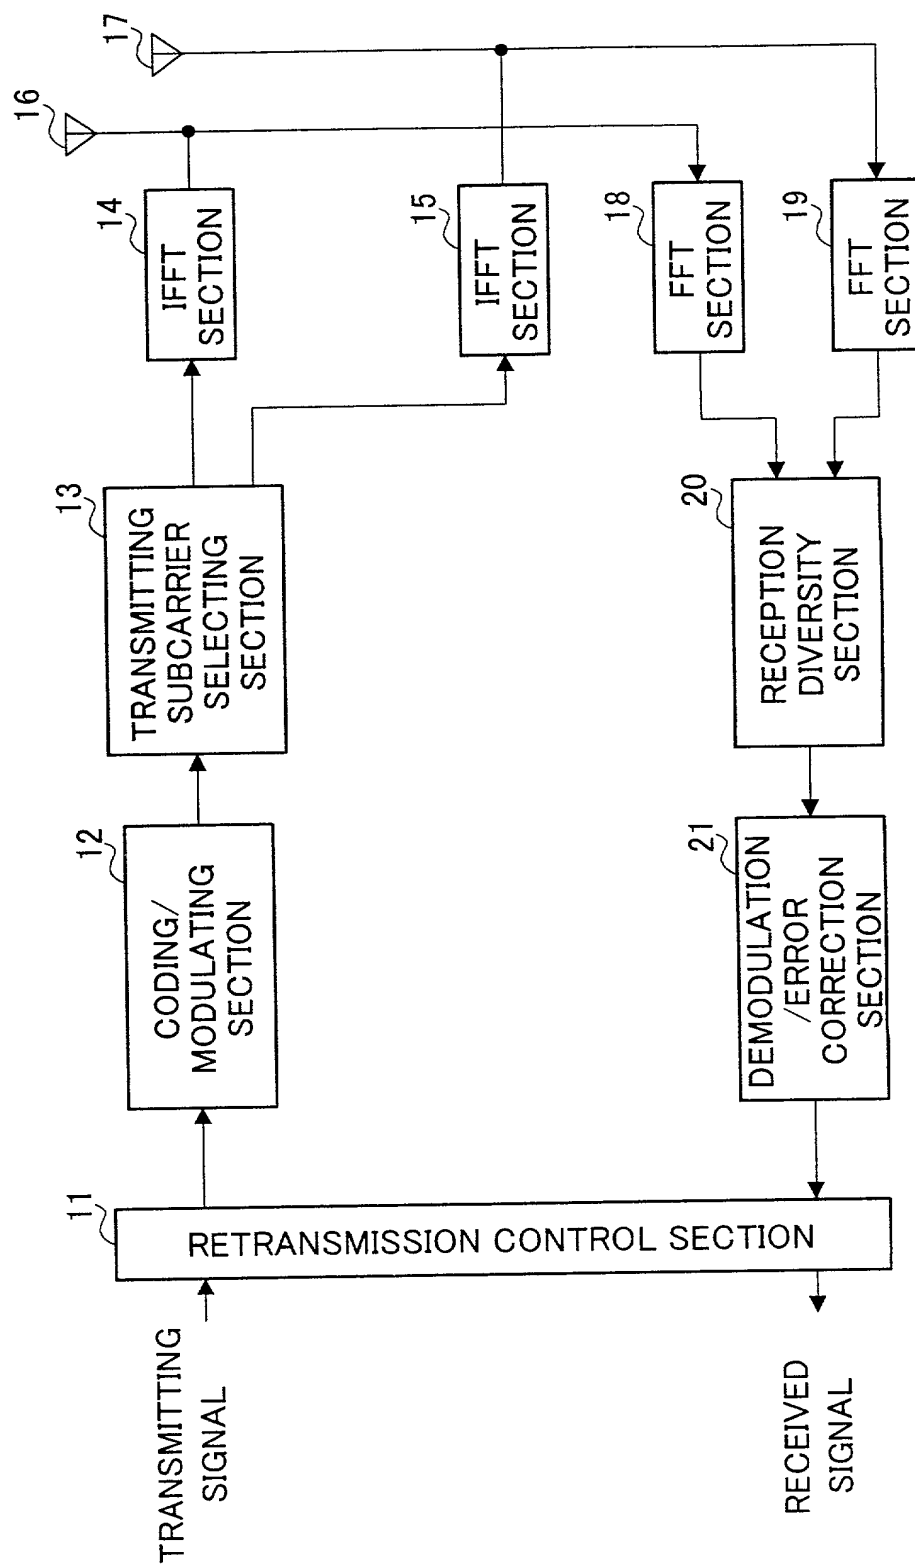 TRANSMITTING
SIGNAL
11
RETRANSMISSION CONTROL SECTION
12
CODING/
MODULATING
SECTION
13
TRANSMITTING
SUBCARRIER
SELECTING
SECTION
14
IFFT
SECTION
15
IFFT
SECTION
16
17
18
FFT
SECTION
19
FFT
SECTION
20
RECEPTION
DIVERSITY
SECTION
21
DEMODULATION
/ERROR
CORRECTION
SECTION
RECEIVED
SIGNAL